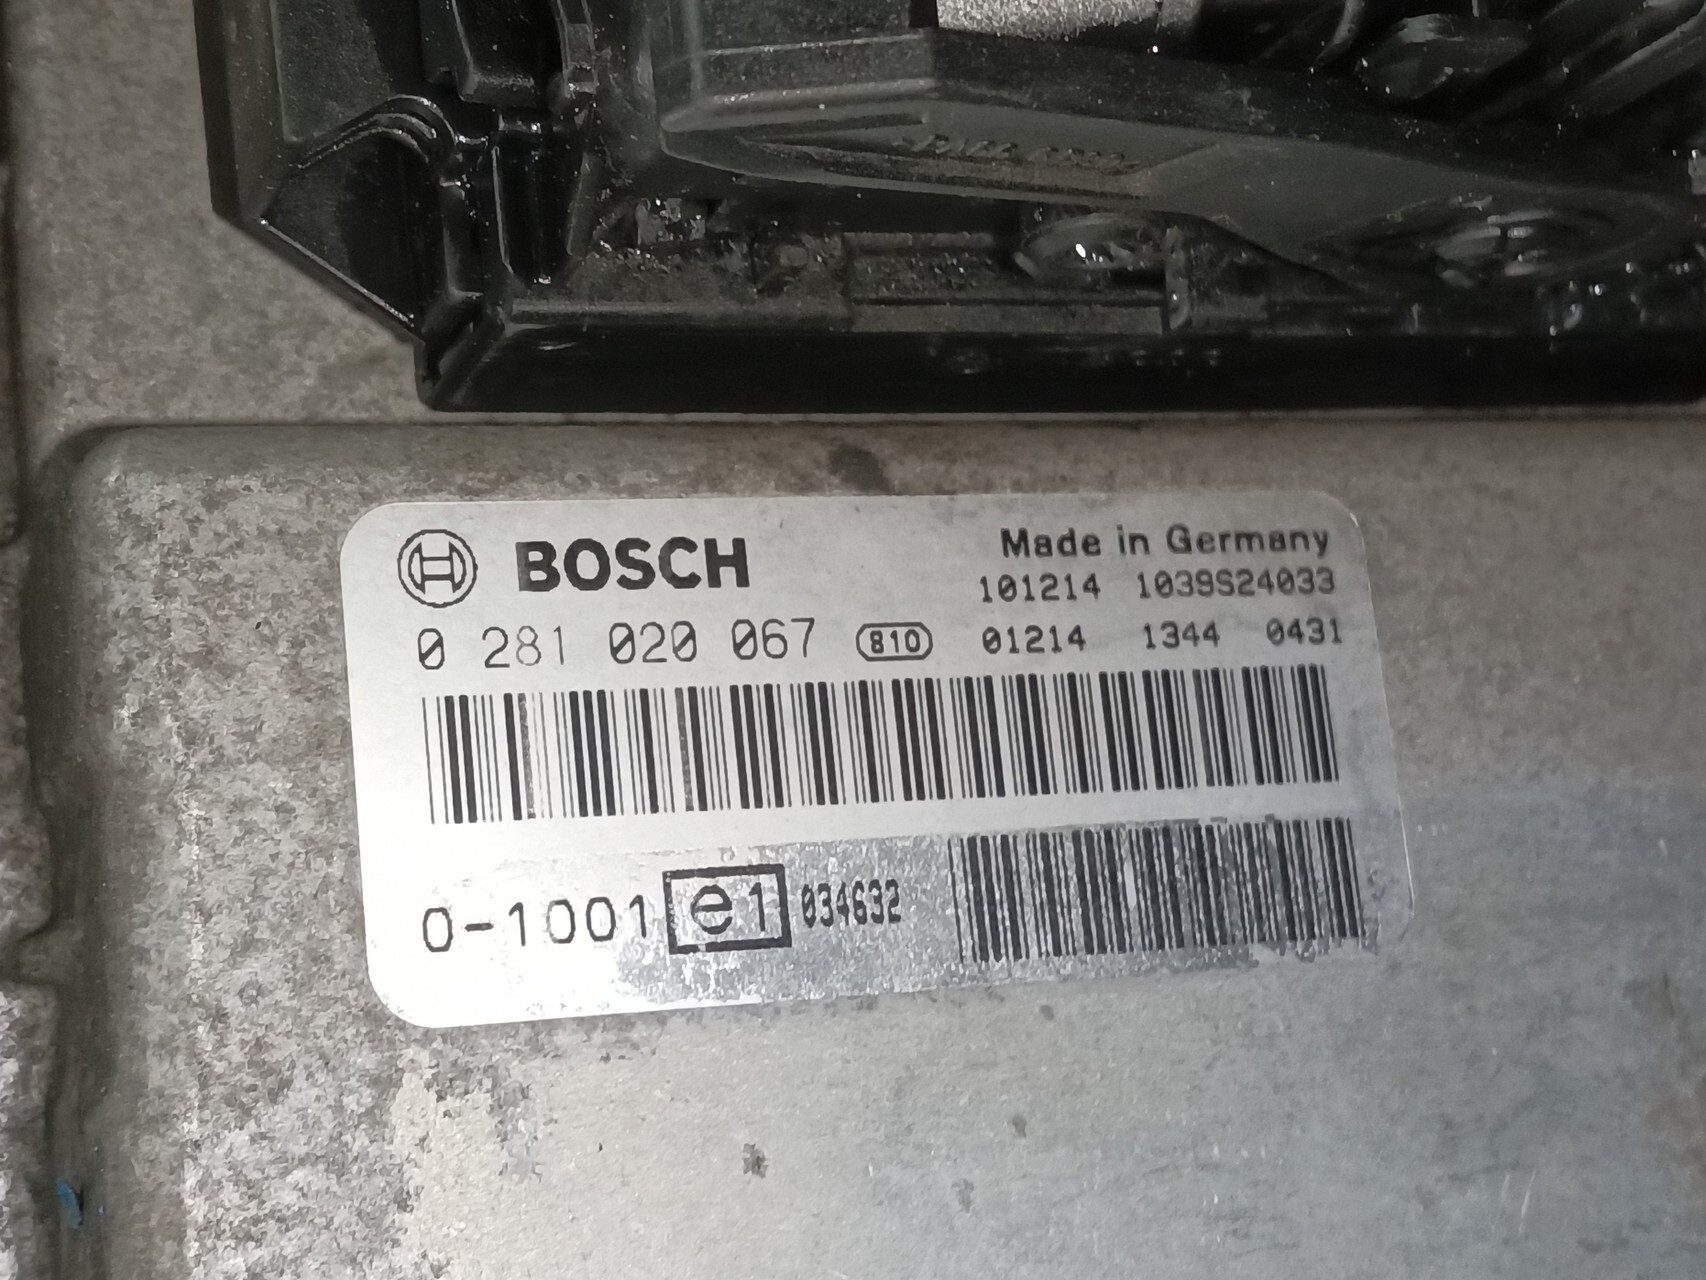 BOSCH
Made in Germany
101214 1039S24033
0 281 020 067 810 01214 1344 0431
0-1001 e1 034632